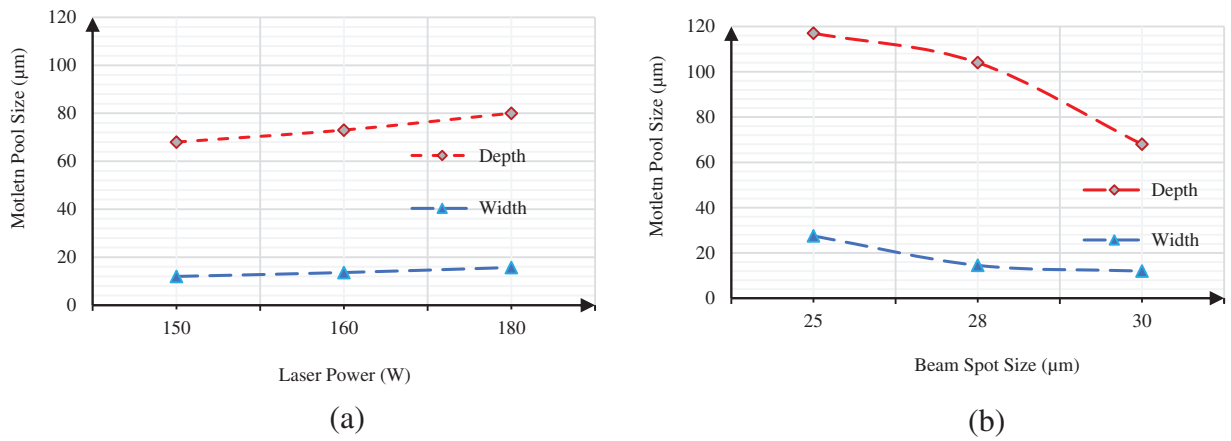 Motletn Pool Size (µm)
120
100
80
60
40
20
0
150
160
180
Depth
Width
Laser Power (W)
(a)
Motletn Pool Size (µm)
120
100
80
60
40
20
0
25
28
30
Depth
Width
Beam Spot Size (µm)
(b)